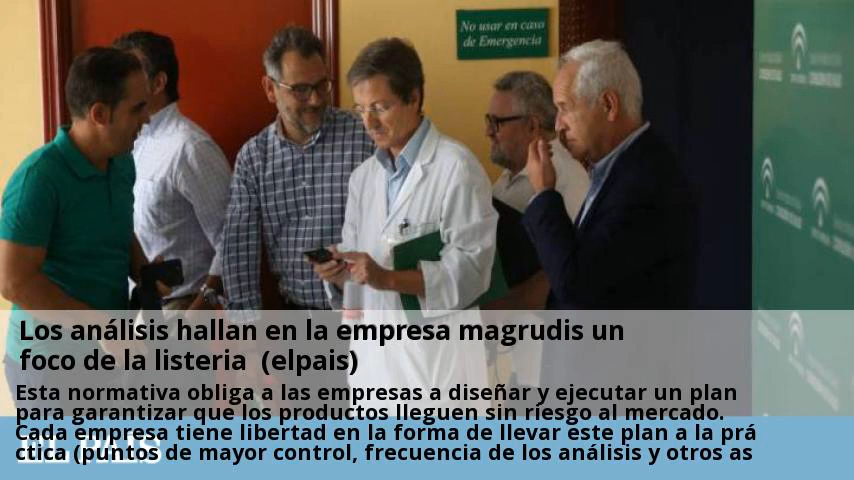 No usar en caso
de Emergencia
Los análisis hallan en la empresa magrudis un
foco de la listeria (elpais)
Esta normativa obliga a las empresas a diseñar y ejecutar un plan
para garantizar que los productos lleguen sin riesgo al mercado.
Cada empresa tiene libertad en la forma de llevar este plan a la prá
ctica (puntos de mayor control, frecuencia de los análisis y otros as
EL PAÍS